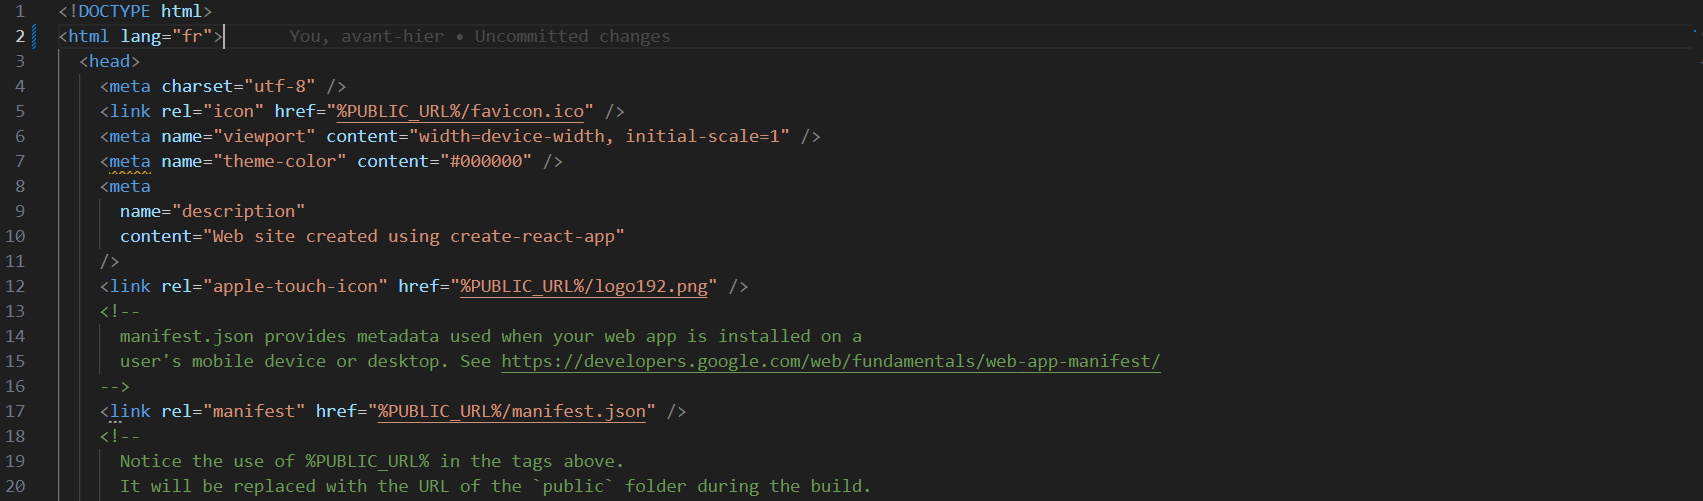 1 <!DOCTYPE html>
2 <html lang="fr"> You, avant-hier • Uncommitted changes
3 <head>
4 <meta charset="utf-8" />
5 <link rel="icon" href="%PUBLIC_URL%/favicon.ico" />
6 <meta name="viewport" content="width=device-width, initial-scale=1" />
7 <meta name="theme-color" content="#000000" />
8 <meta
9 name="description"
10 content="Web site created using create-react-app"
11 />
12 <link rel="apple-touch-icon" href="%PUBLIC_URL%/logo192.png" />
13 <!--
14 manifest.json provides metadata used when your web app is installed on a
15 user's mobile device or desktop. See https://developers.google.com/web/fundamentals/web-app-manifest/
16 -->
17 <link rel="manifest" href="%PUBLIC_URL%/manifest.json" />
18 <!--
19 Notice the use of %PUBLIC_URL% in the tags above.
20 It will be replaced with the URL of the `public` folder during the build.